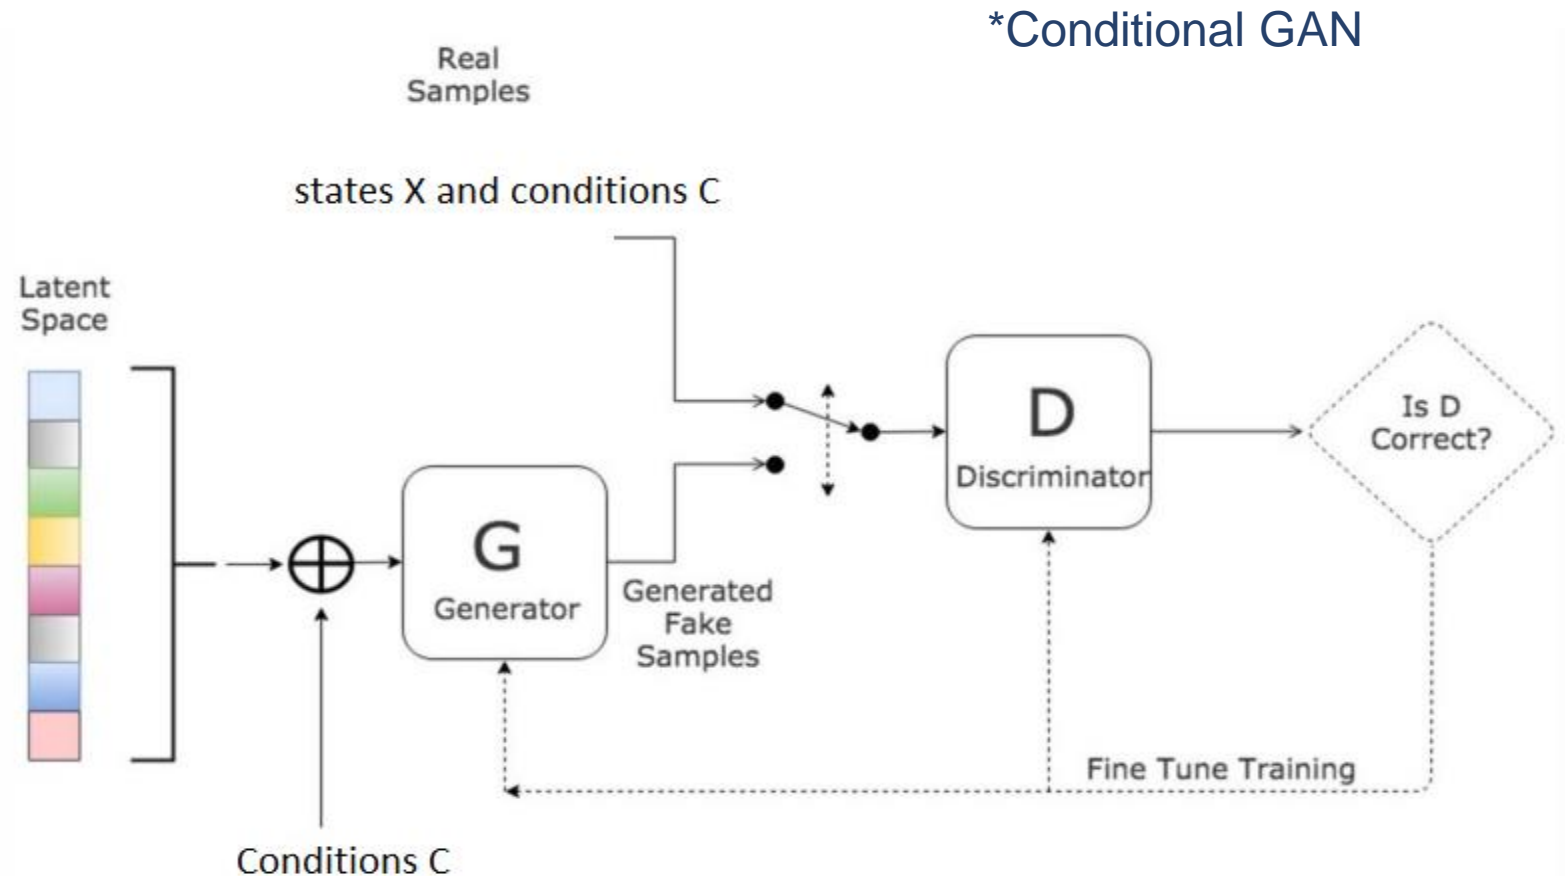 *Conditional GAN
Real
Samples
states X and conditions C
Latent
Space
D
Discriminator
Is D
Correct?
G
Generator
Generated
Fake
Samples
Fine Tune Training
Conditions C